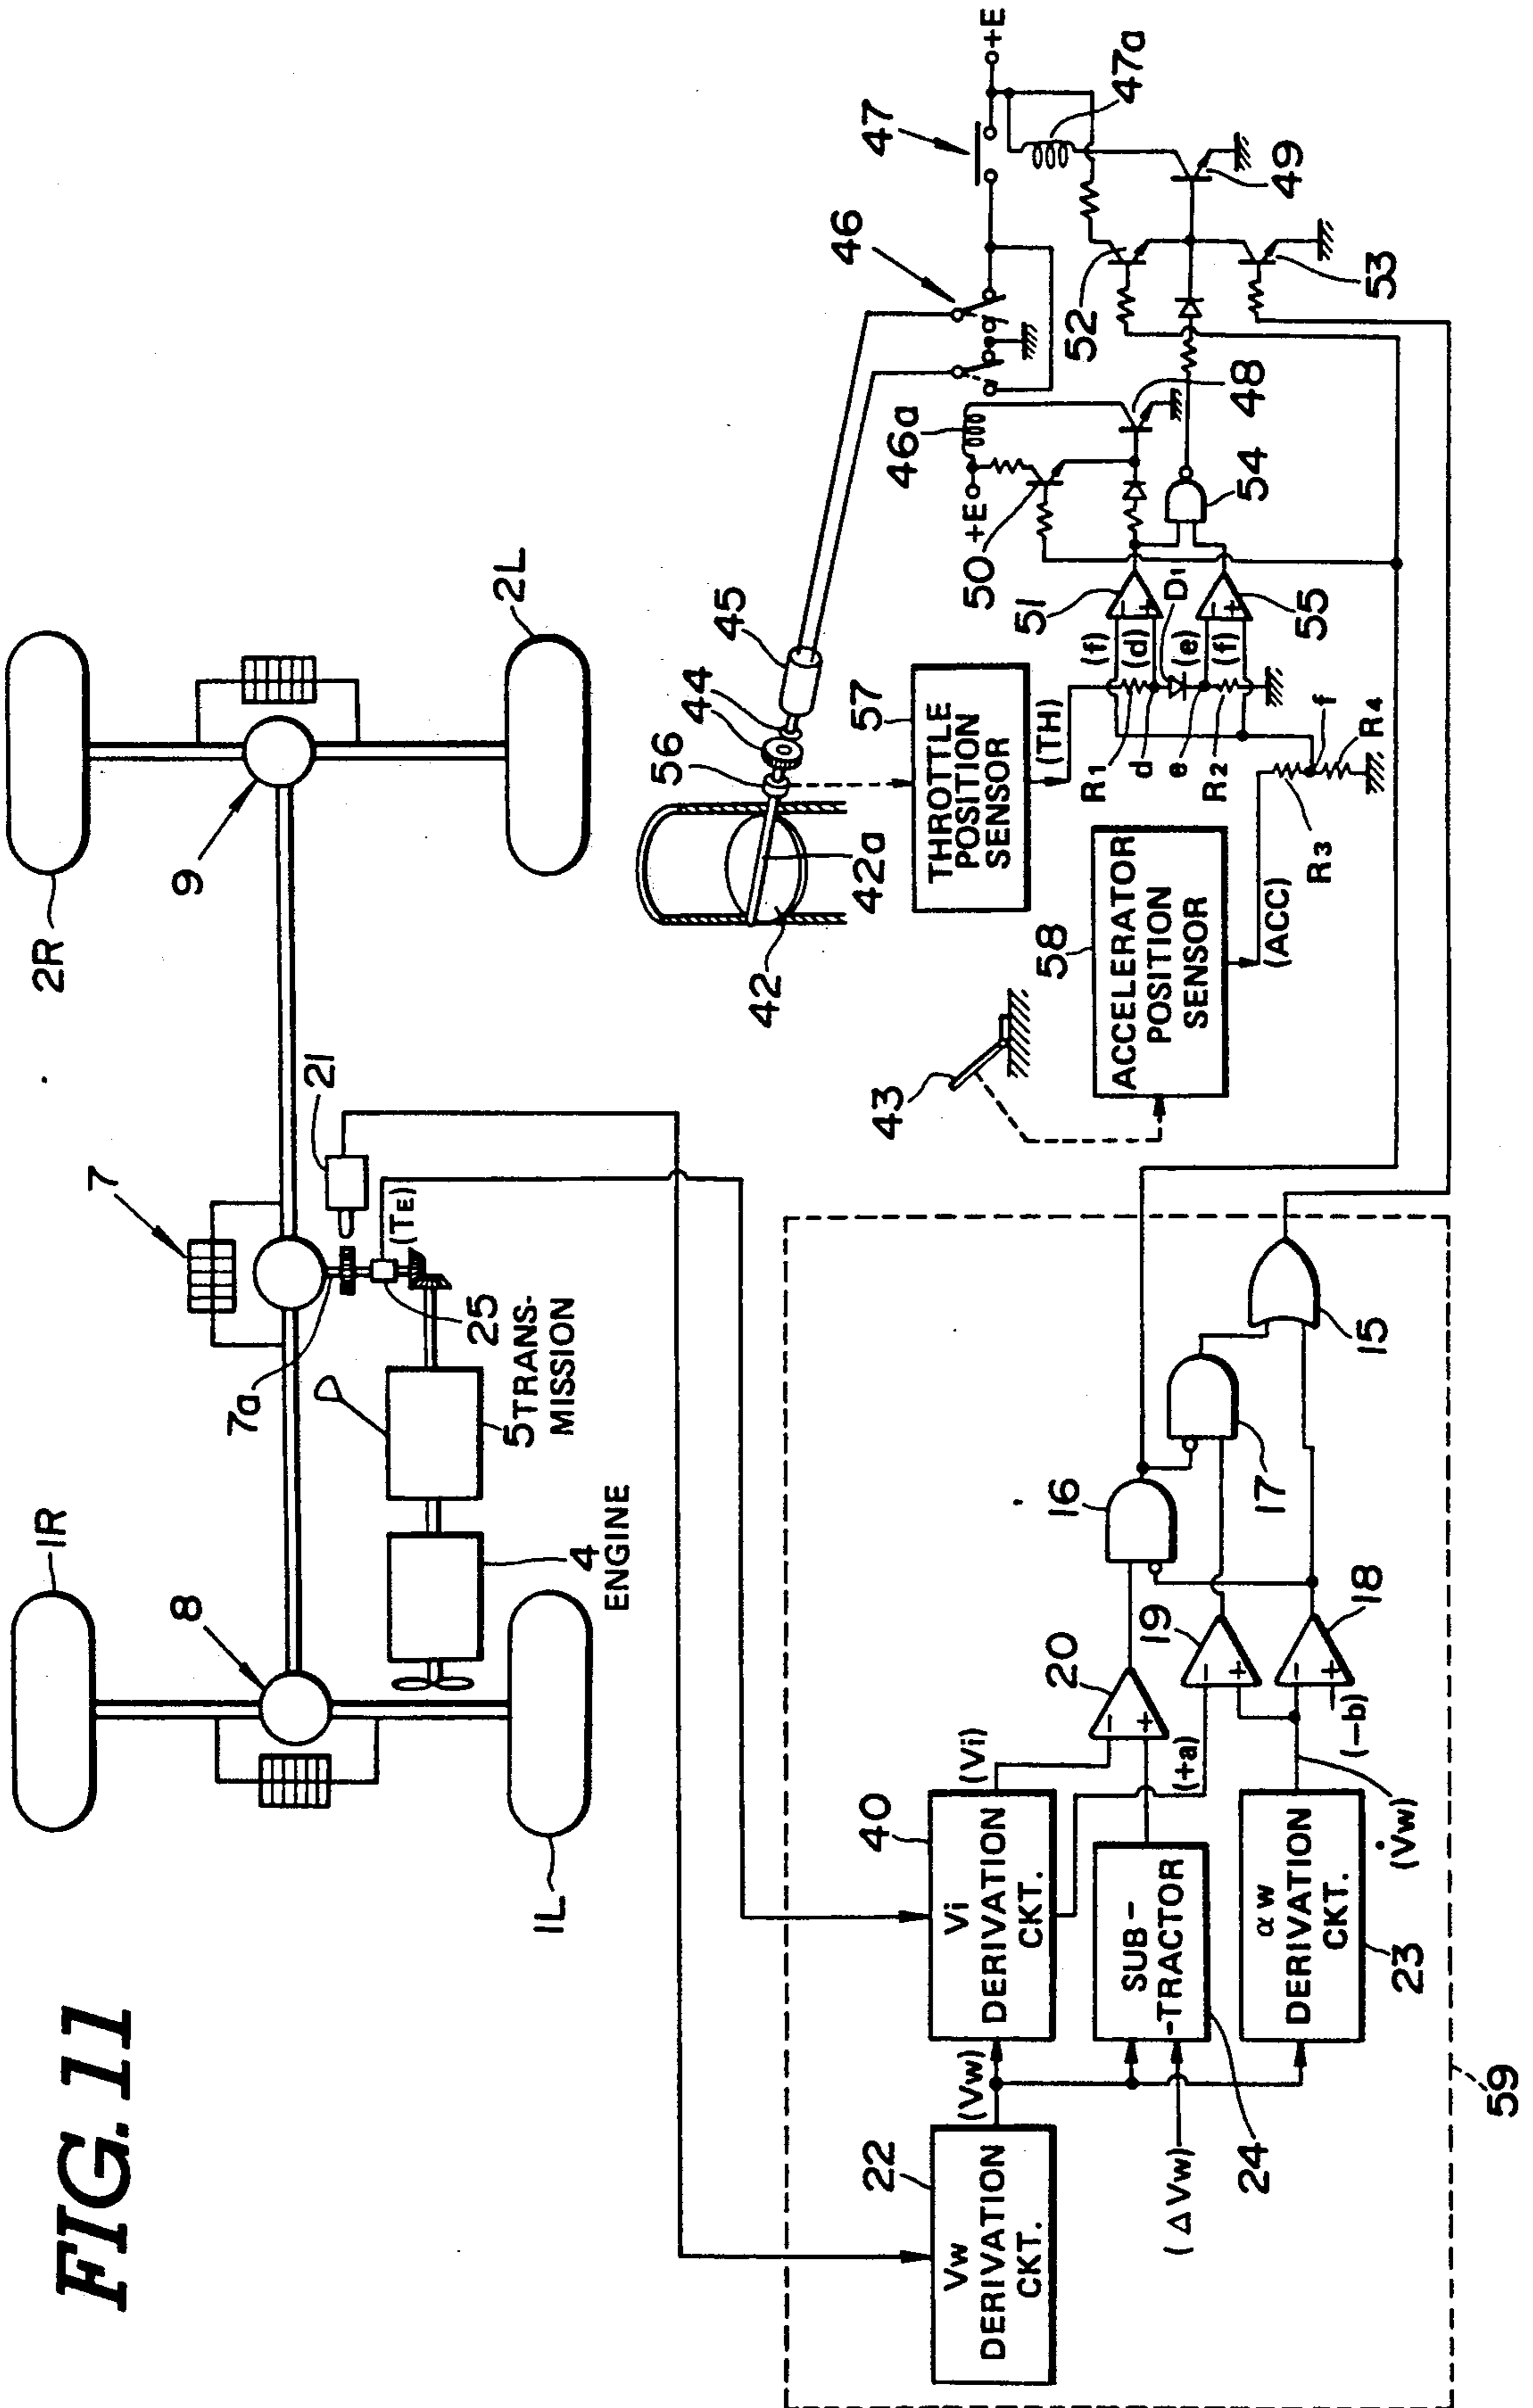 FIG.11
1R
8
1L
4
ENGINE
5 TRANS-
MISSION
7a
7
21
25
(TE)
9
2R
2L
22
Vw
DERIVATION
CKT.
(Vw)
(ΔVw)
24
40
Vi
DERIVATION
CKT.
(Vi)
(+a)
SUB-
-TRACTOR
αw
DERIVATION
CKT.
23
(V̇w)
(-b)
20
-
+
19
-
+
18
-
+
16
17
15
59
43
58
ACCELERATOR
POSITION
SENSOR
(ACC)
R3
f
R4
42
42a
56
44
44
45
57
THROTTLE
POSITION
SENSOR
(TH)
R1
d
e
R2
(f)
(d)
(e)
(f)
D1
51
-
+
55
-
+
50
+E
46a
48
54
46
47
+E
47a
52
49
53